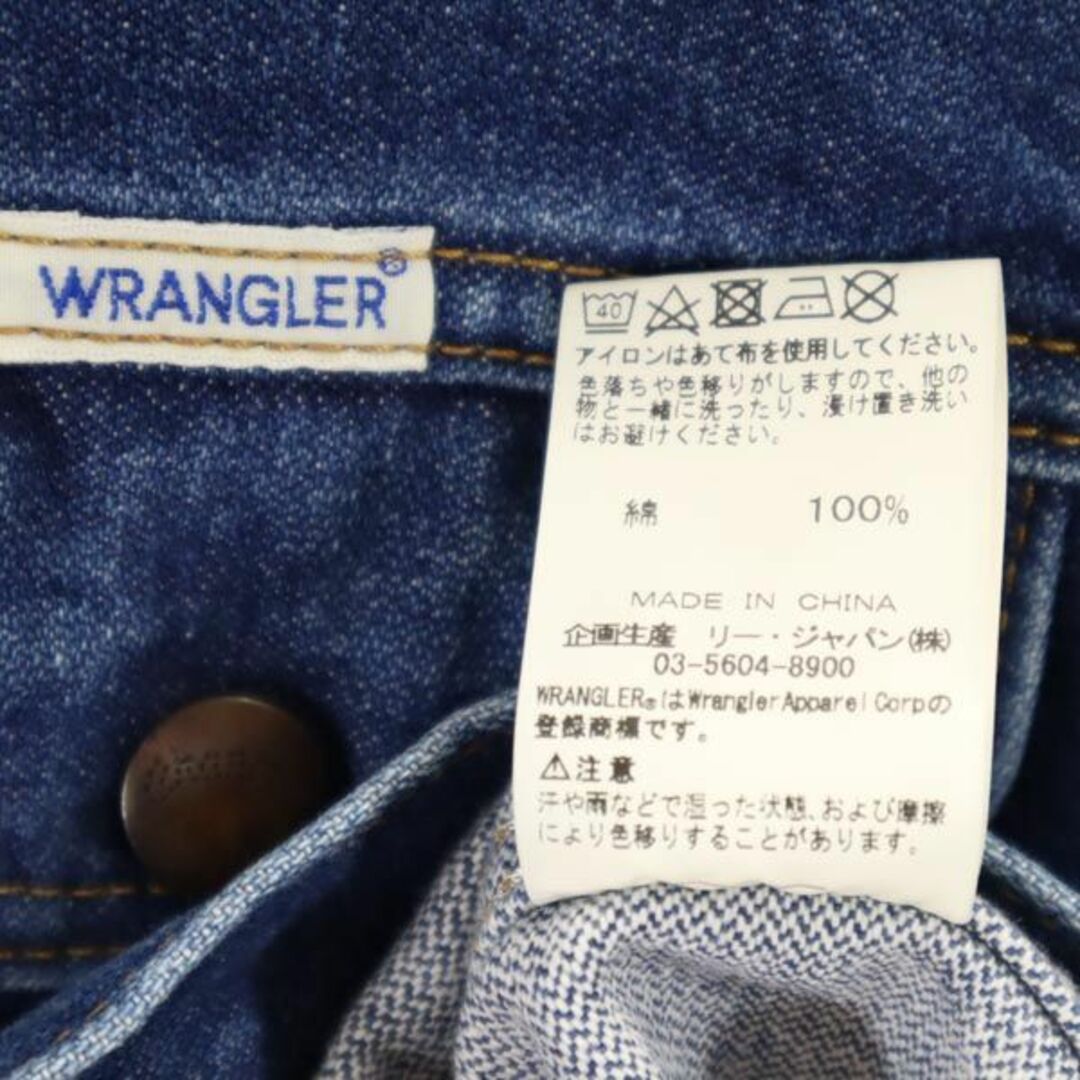 WRANGLER®
40
アイロンはあて布を使用してください。
色落ちや色移りがしますので、他の
物と一緒に洗ったり、浸け置き洗い
はお避けください。
綿 100%
MADE IN CHINA
企画生産 リー・ジャパン(株)
03-5604-8900
WRANGLER®はWrangler Apparel Corpの
登録商標です。
⚠注意
汗や雨などで湿った状態、および摩擦
により色移りすることがあります。